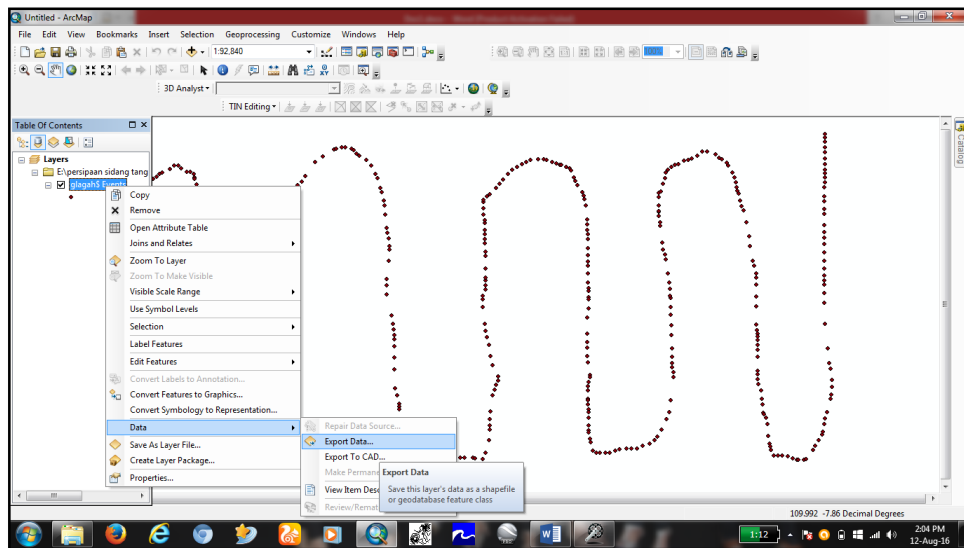 Untitled - ArcMap
File Edit View Bookmarks Insert Selection Geoprocessing Customize Windows Help
1:92,840
100%
3D Analyst
TIN Editing
Table Of Contents
Layers
E:\persipaan sidang tang
glagah$ Events
Copy
Remove
Open Attribute Table
Joins and Relates
Zoom To Layer
Zoom To Make Visible
Visible Scale Range
Use Symbol Levels
Selection
Label Features
Edit Features
Convert Labels to Annotation...
Convert Features to Graphics...
Convert Symbology to Representation...
Data
Save As Layer File...
Create Layer Package...
Properties...
Repair Data Source...
Export Data...
Export To CAD...
Make Permane
View Item Desc
Review/Remat
Export Data
Save this layer's data as a shapefile
or geodatabase feature class
Catalog
109.992 -7.86 Decimal Degrees
1:12
2:04 PM
12-Aug-16